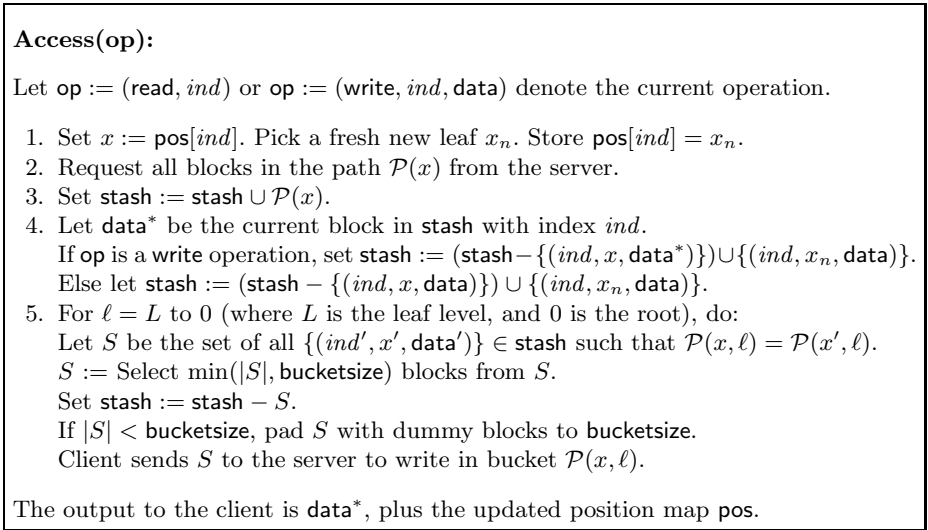 Access(op):
Let op := (read, ind) or op := (write, ind, data) denote the current operation.
1. Set x := pos[ind]. Pick a fresh new leaf xₙ. Store pos[ind] = xₙ.
2. Request all blocks in the path 𝒫(x) from the server.
3. Set stash := stash ∪ 𝒫(x).
4. Let data* be the current block in stash with index ind.
If op is a write operation, set stash := (stash−{(ind, x, data*)})∪{(ind, xₙ, data)}.
Else let stash := (stash − {(ind, x, data)}) ∪ {(ind, xₙ, data)}.
5. For ℓ = L to 0 (where L is the leaf level, and 0 is the root), do:
Let S be the set of all {(ind′, x′, data′)} ∈ stash such that 𝒫(x, ℓ) = 𝒫(x′, ℓ).
S := Select min(|S|, bucketsize) blocks from S.
Set stash := stash − S.
If |S| < bucketsize, pad S with dummy blocks to bucketsize.
Client sends S to the server to write in bucket 𝒫(x, ℓ).
The output to the client is data*, plus the updated position map pos.